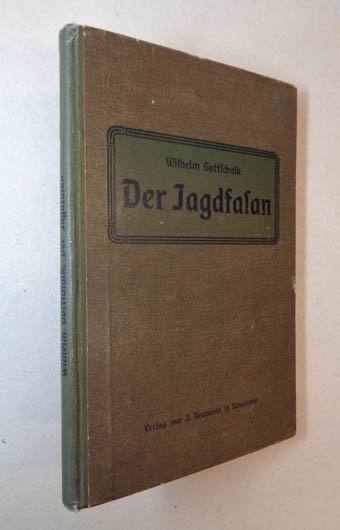 Wilhelm Gottschalk
Der Jagdfasan
Verlag von J. Neumann in Neudamm
Wilhelm Gottschalk, Der Jagdfasan